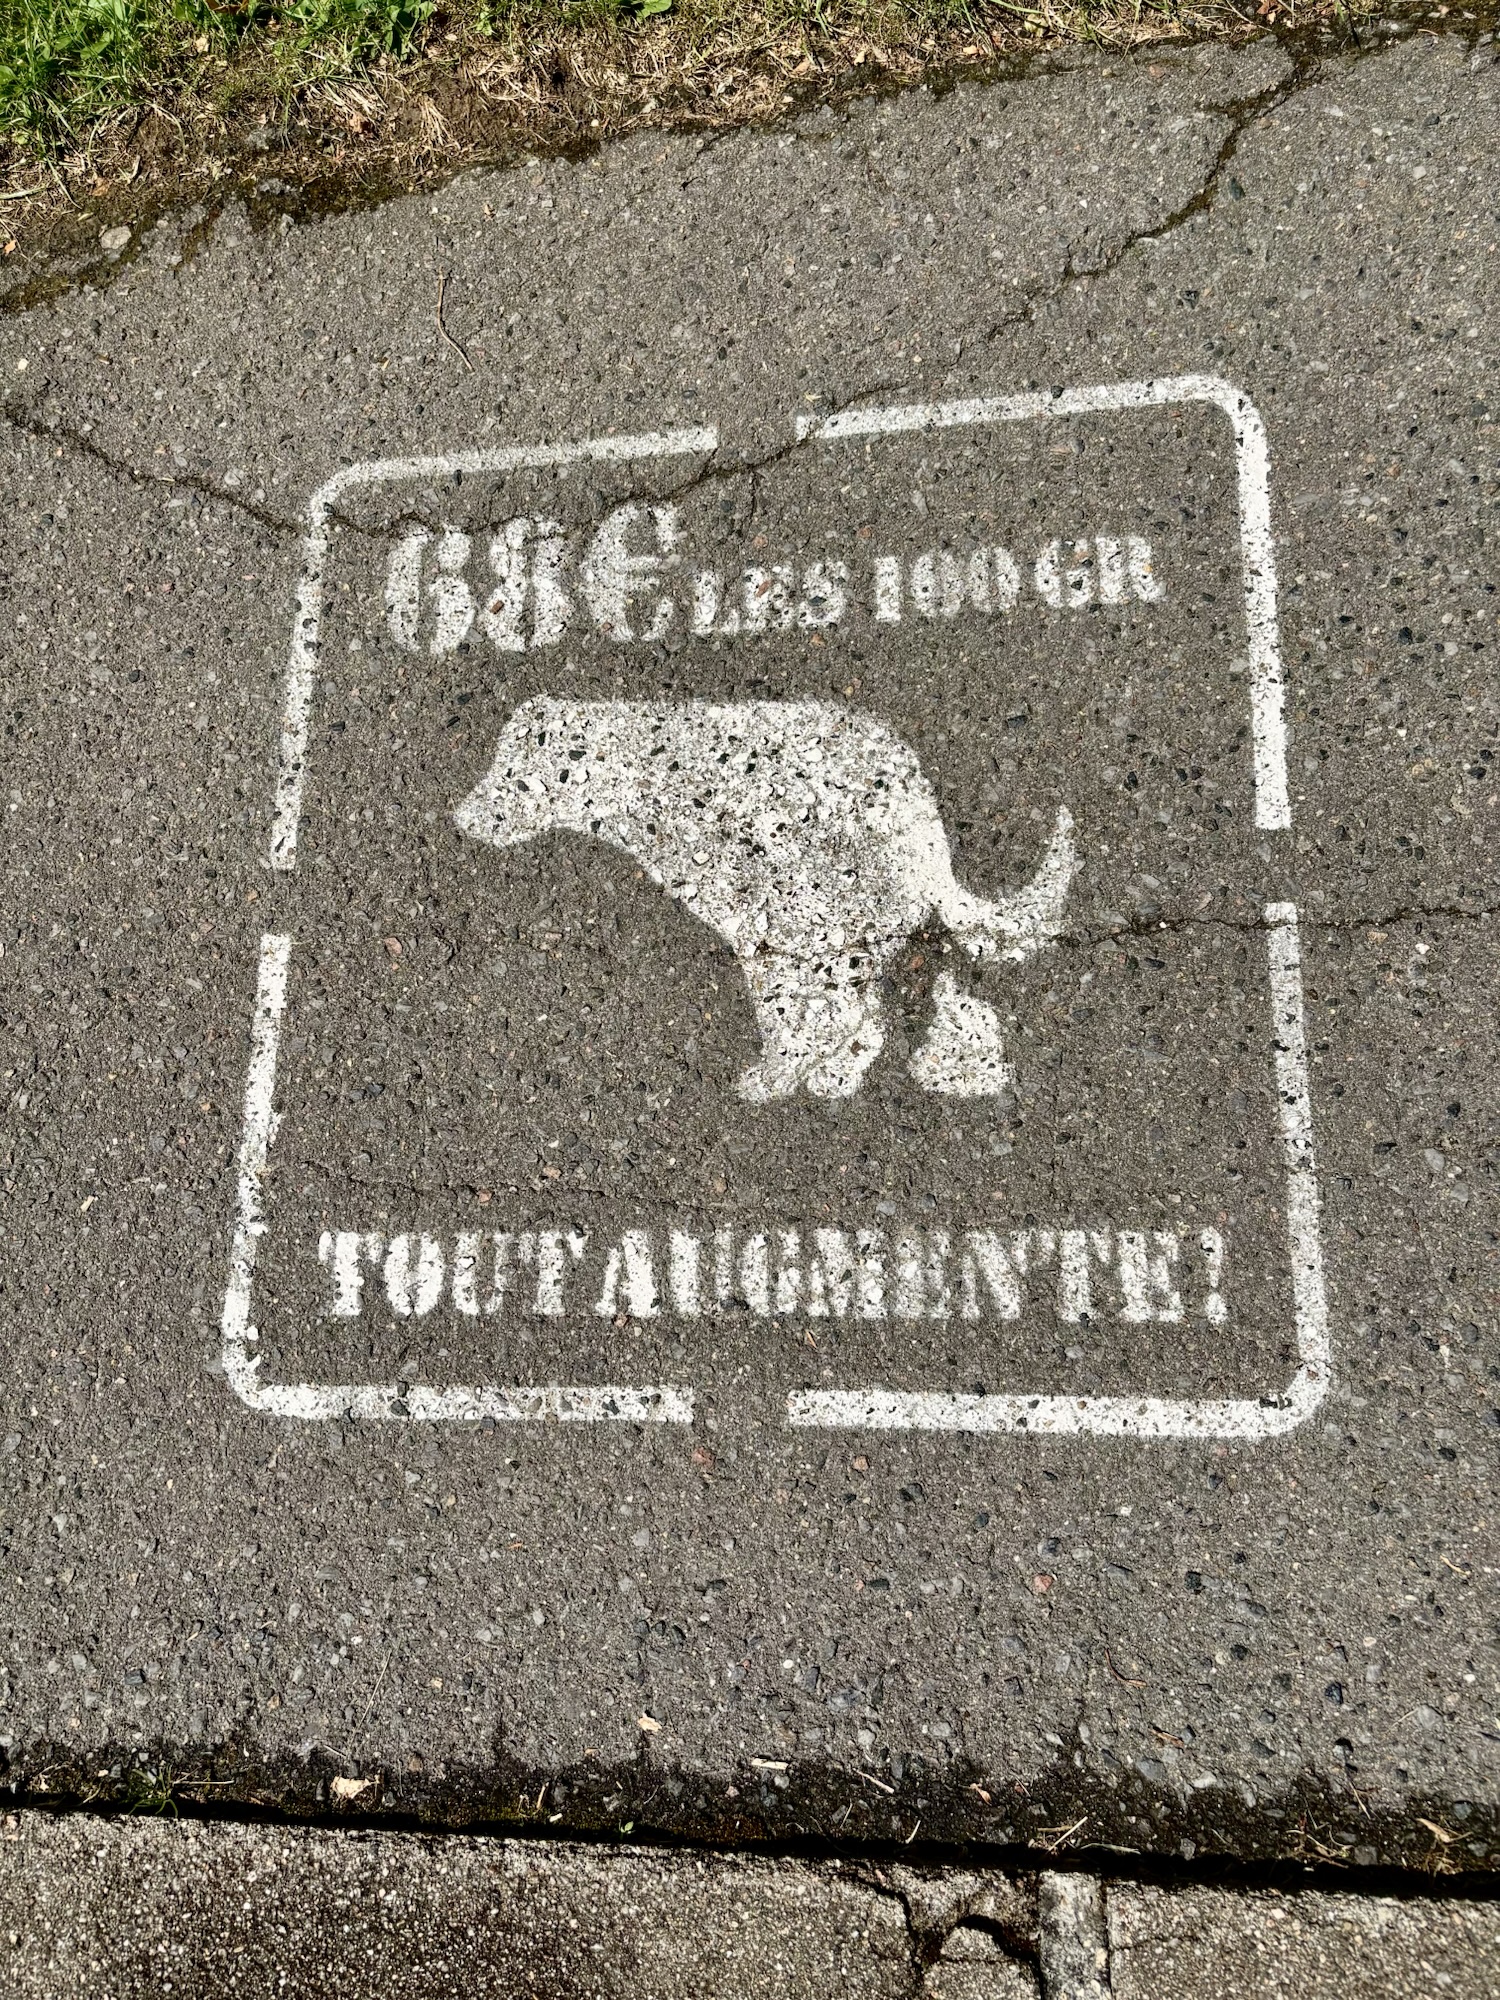 68€ LES 100 GR
TOUT AUGMENTE !